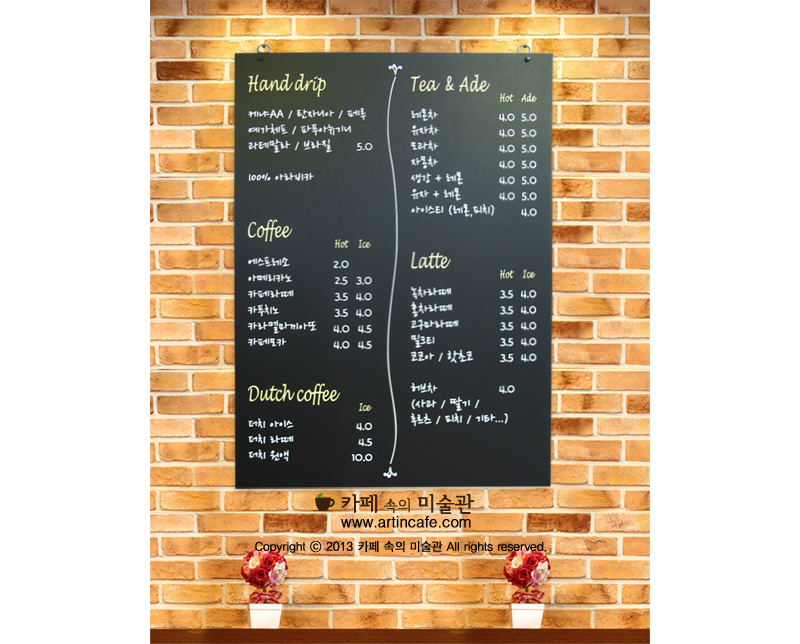 Hand drip
케냐AA / 탄자니아 / 페루
예가체프 / 파푸아뉴기니
과테말라 / 브라질 5.0
100% 아라비카
Coffee
Hot Ice
에스프레소 2.0
아메리카노 2.5 3.0
카페라떼 3.5 4.0
카푸치노 3.5 4.0
카라멜마끼아또 4.0 4.5
카페모카 4.0 4.5
Dutch coffee
Ice
더치 아이스 4.0
더치 라떼 4.5
더치 원액 10.0
Tea & Ade
Hot Ade
레몬차 4.0 5.0
유자차 4.0 5.0
모과차 4.0 5.0
자몽차 4.0 5.0
생강 + 레몬 4.0 5.0
유자 + 레몬 4.0 5.0
아이스티 (레몬,피치) 4.0
Latte
Hot Ice
녹차라떼 3.5 4.0
홍차라떼 3.5 4.0
고구마라떼 3.5 4.0
밀크티 3.5 4.0
코코아 / 핫초코 3.5 4.0
허브차 4.0
(사과 / 딸기 /
후르츠 / 피치 / 기타...)
카페 속의 미술관
www.artincafe.com
Copyright ⓒ 2013 카페 속의 미술관 All rights reserved.